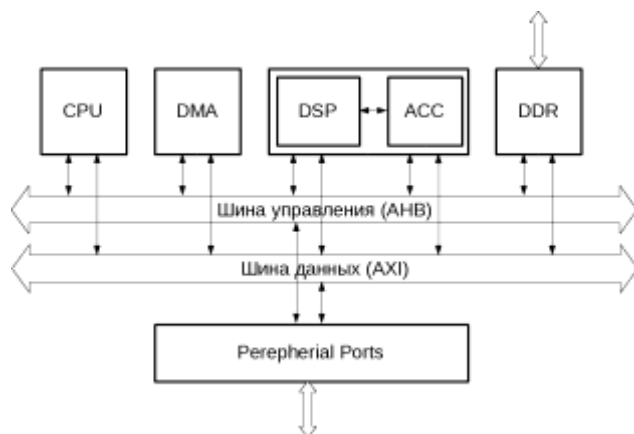 CPU
DMA
DSP
ACC
DDR
Шина управления (AHB)
Шина данных (AXI)
Perepherial Ports